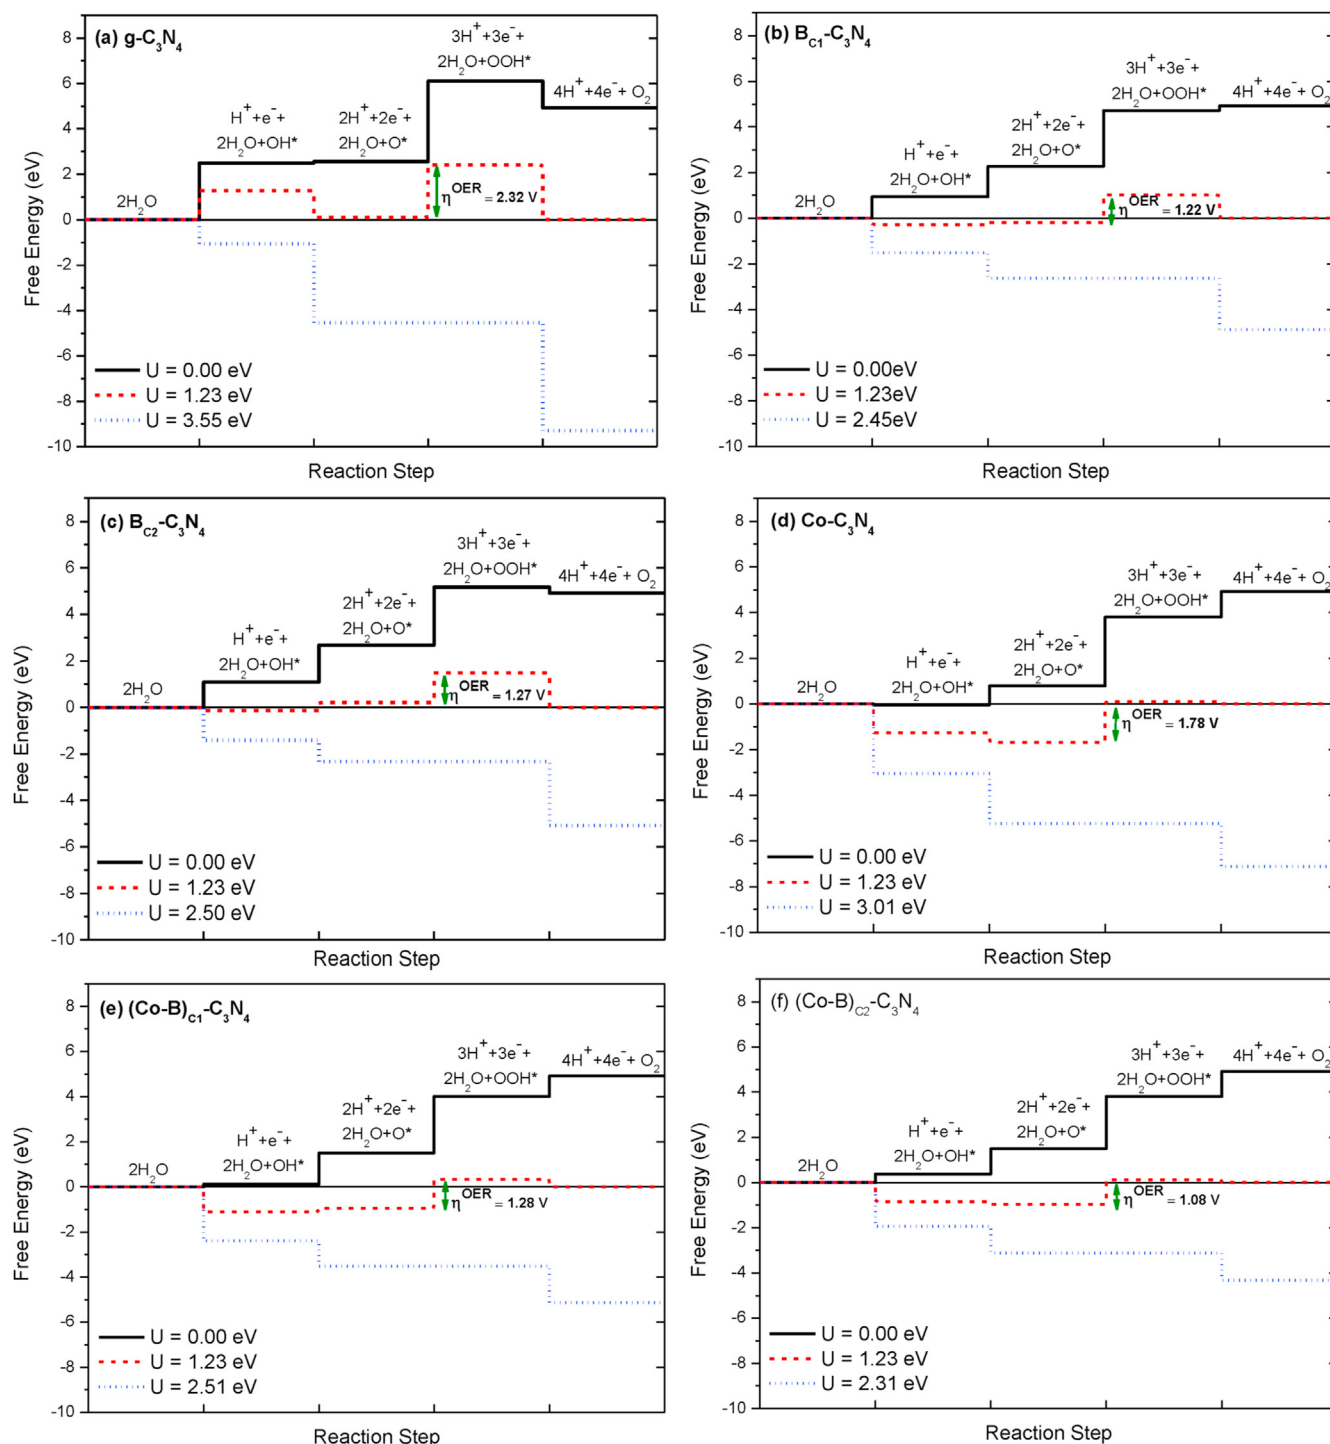 (a) g-C₃N₄
3H⁺+3e⁻+
2H₂O+OOH*
4H⁺+4e⁻+ O₂
H⁺+e⁻+
2H₂O+OH*
2H⁺+2e⁻+
2H₂O+O*
2H₂O
η^OER = 2.32 V
U = 0.00 eV
U = 1.23 eV
U = 3.55 eV
8
6
4
2
0
-2
-4
-6
-8
-10
Free Energy (eV)
Reaction Step
(b) B_C1-C₃N₄
3H⁺+3e⁻+
2H₂O+OOH*
4H⁺+4e⁻+ O₂
2H⁺+2e⁻+
2H₂O+O*
H⁺+e⁻+
2H₂O+OH*
2H₂O
η^OER = 1.22 V
U = 0.00eV
U = 1.23eV
U = 2.45eV
8
6
4
2
0
-2
-4
-6
-8
-10
Free Energy (eV)
Reaction Step
(c) B_C2-C₃N₄
3H⁺+3e⁻+
2H₂O+OOH*
4H⁺+4e⁻+ O₂
2H⁺+2e⁻+
2H₂O+O*
H⁺+e⁻+
2H₂O+OH*
2H₂O
η^OER = 1.27 V
U = 0.00 eV
U = 1.23 eV
U = 2.50 eV
8
6
4
2
0
-2
-4
-6
-8
-10
Free Energy (eV)
Reaction Step
(d) Co-C₃N₄
3H⁺+3e⁻+
2H₂O+OOH*
4H⁺+4e⁻+ O₂
2H⁺+2e⁻+
2H₂O+O*
H⁺+e⁻+
2H₂O+OH*
2H₂O
η^OER = 1.78 V
U = 0.00 eV
U = 1.23 eV
U = 3.01 eV
8
6
4
2
0
-2
-4
-6
-8
-10
Free Energy (eV)
Reaction Step
(e) (Co-B)_C1-C₃N₄
3H⁺+3e⁻+
2H₂O+OOH*
4H⁺+4e⁻+ O₂
2H⁺+2e⁻+
2H₂O+O*
H⁺+e⁻+
2H₂O+OH*
2H₂O
η^OER = 1.28 V
U = 0.00 eV
U = 1.23 eV
U = 2.51 eV
8
6
4
2
0
-2
-4
-6
-8
-10
Free Energy (eV)
Reaction Step
(f) (Co-B)_C2-C₃N₄
3H⁺+3e⁻+
2H₂O+OOH*
4H⁺+4e⁻+ O₂
2H⁺+2e⁻+
2H₂O+O*
H⁺+e⁻+
2H₂O+OH*
2H₂O
η^OER = 1.08 V
U = 0.00 eV
U = 1.23 eV
U = 2.31 eV
8
6
4
2
0
-2
-4
-6
-8
-10
Free Energy (eV)
Reaction Step